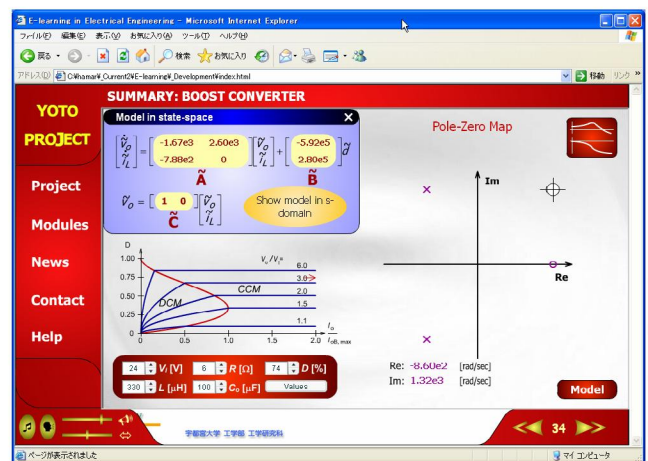 E-learning in Electrical Engineering - Microsoft Internet Explorer
ファイル(F) 編集(E) 表示(V) お気に入り(A) ツール(T) ヘルプ(H)
戻る 検索 お気に入り
アドレス(D) C:¥hamar¥_Current2¥E-learning¥_Development¥index.html 移動 リンク »
SUMMARY: BOOST CONVERTER
YOTO
PROJECT
Project
Modules
News
Contact
Help
Model in state-space X
-1.67e3 2.60e3
-7.88e2 0
-5.92e5
2.80e5
Ã B̃
ṽo = [ 1 0 ]
C̃
Show model in s-
domain
Pole-Zero Map
Im
Re
D
1.00
0.75
0.50
0.25
0
Vo/Vi=
6.0
3.0
2.0
1.5
1.1
DCM
CCM
0 0.5 1.0 1.5 2.0
Io
IoB, max
24 Vi [V] 6 R [Ω] 74 D [%]
330 L [μH] 100 Co [μF] Values
Re: -8.60e2 [rad/sec]
Im: 1.32e3 [rad/sec]
Model
宇都宮大学 工学部 工学研究科
34
ページが表示されました
マイ コンピュータ